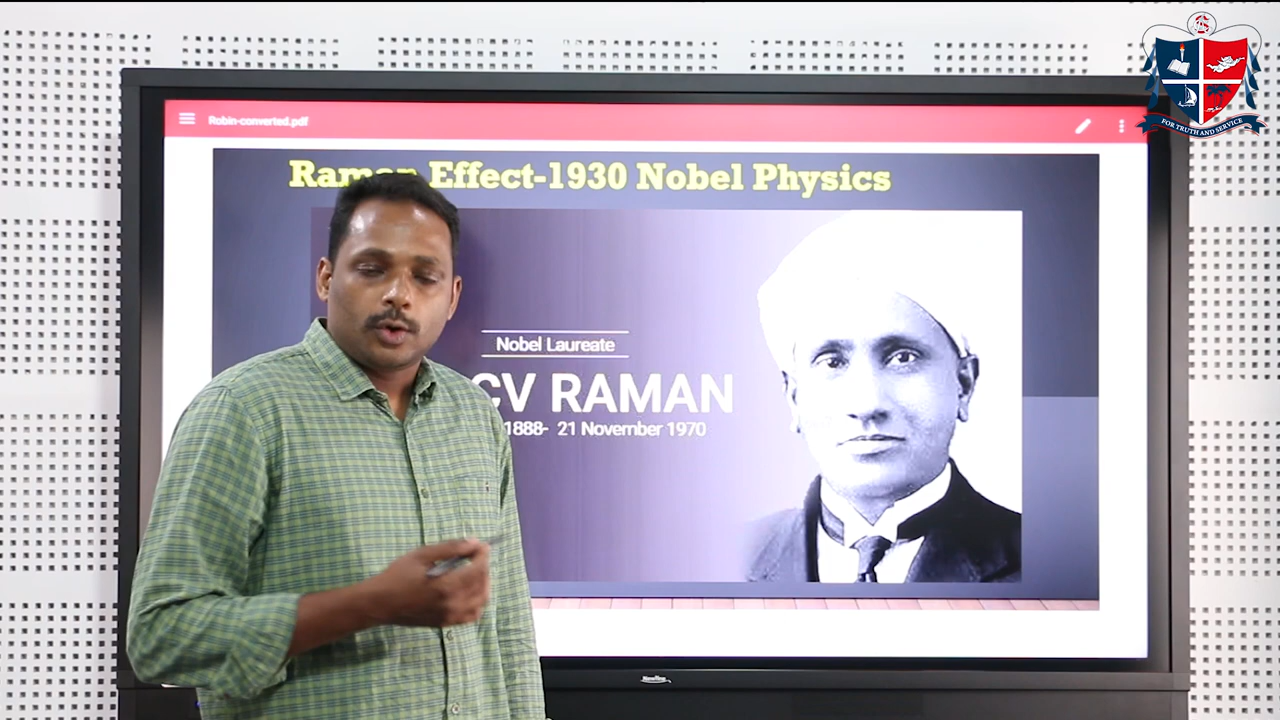 Robin-converted.pdf
FOR TRUTH AND SERVICE
Raman Effect-1930 Nobel Physics
Nobel Laureate
CV RAMAN
1888- 21 November 1970